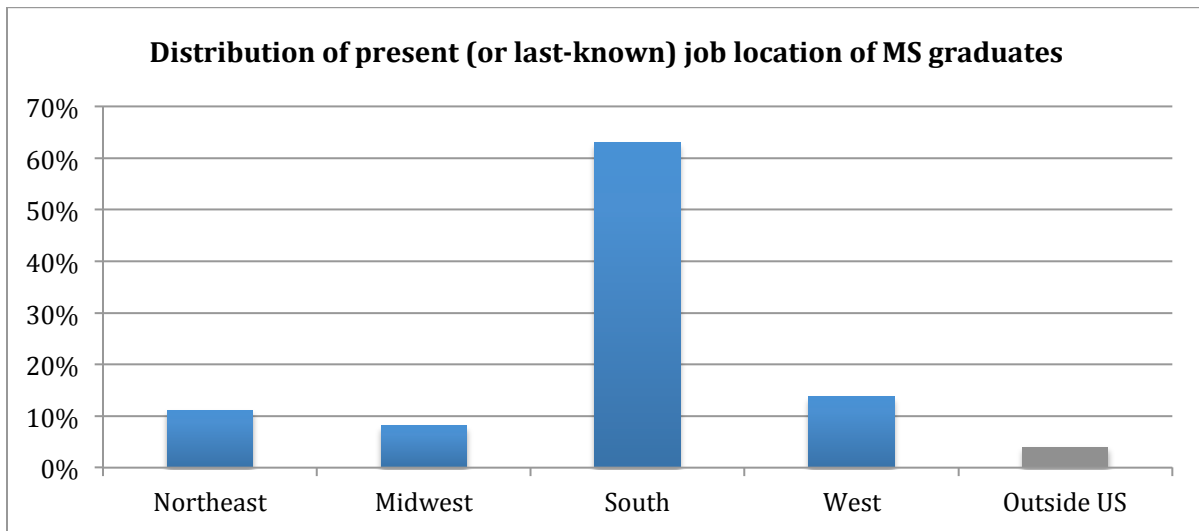 Distribution of present (or last-known) job location of MS graduates
70%
60%
50%
40%
30%
20%
10%
0%
Northeast
Midwest
South
West
Outside US